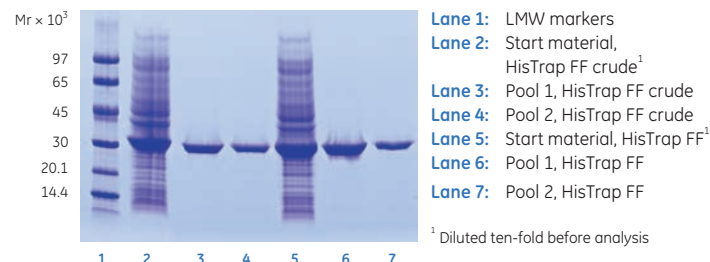 Mr × 10³
97
65
45
30
20.1
14.4
1 2 3 4 5 6 7
Lane 1: LMW markers
Lane 2: Start material,
HisTrap FF crude¹
Lane 3: Pool 1, HisTrap FF crude
Lane 4: Pool 2, HisTrap FF crude
Lane 5: Start material, HisTrap FF¹
Lane 6: Pool 1, HisTrap FF
Lane 7: Pool 2, HisTrap FF
¹ Diluted ten-fold before analysis